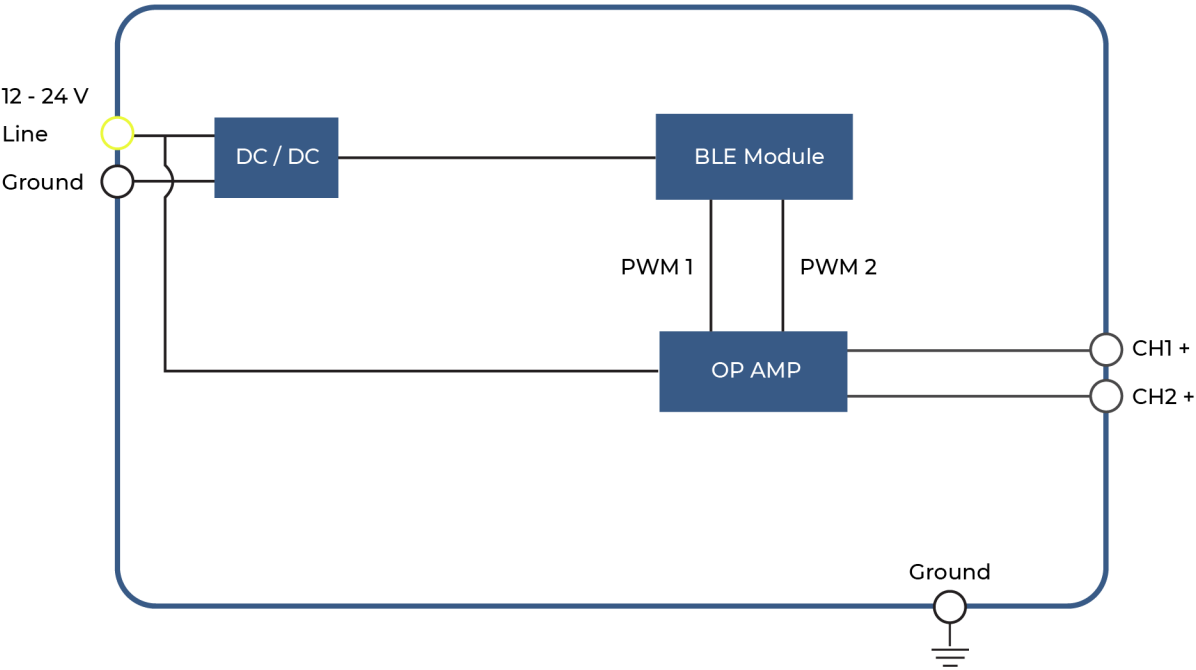 12 - 24 V
Line
Ground
DC / DC
BLE Module
PWM 1
PWM 2
OP AMP
CH1 +
CH2 +
Ground